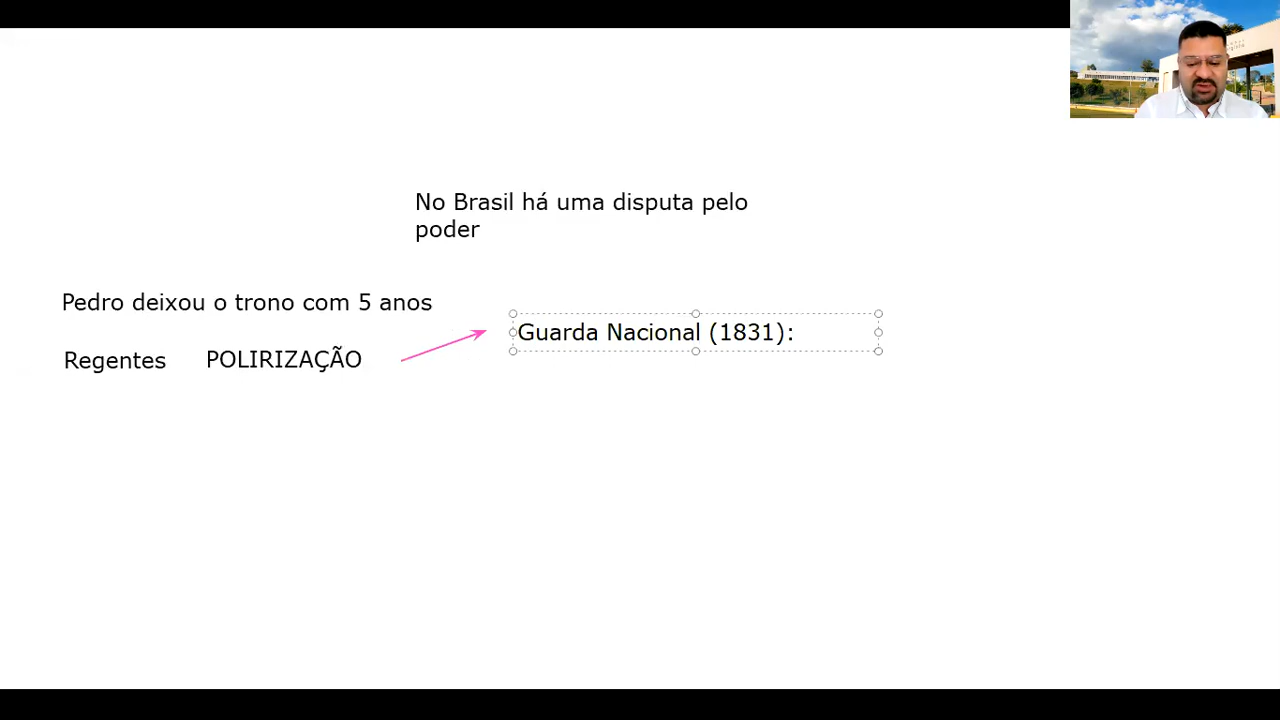 No Brasil há uma disputa pelo
poder
Pedro deixou o trono com 5 anos
Guarda Nacional (1831):
Regentes POLIRIZAÇÃO